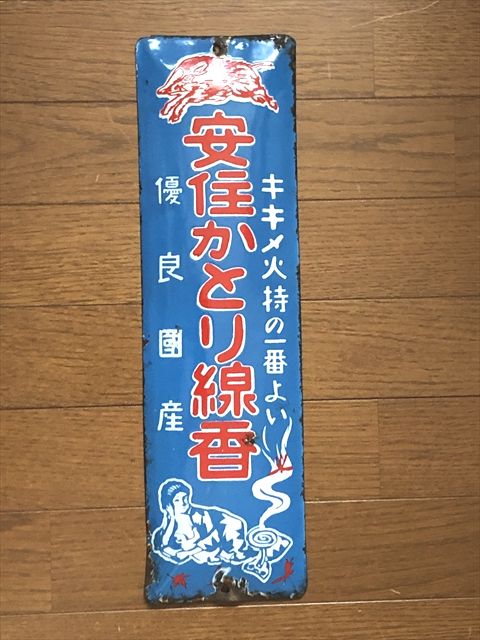 キキメ火持の一番よい
安住かとり線香
優良國産